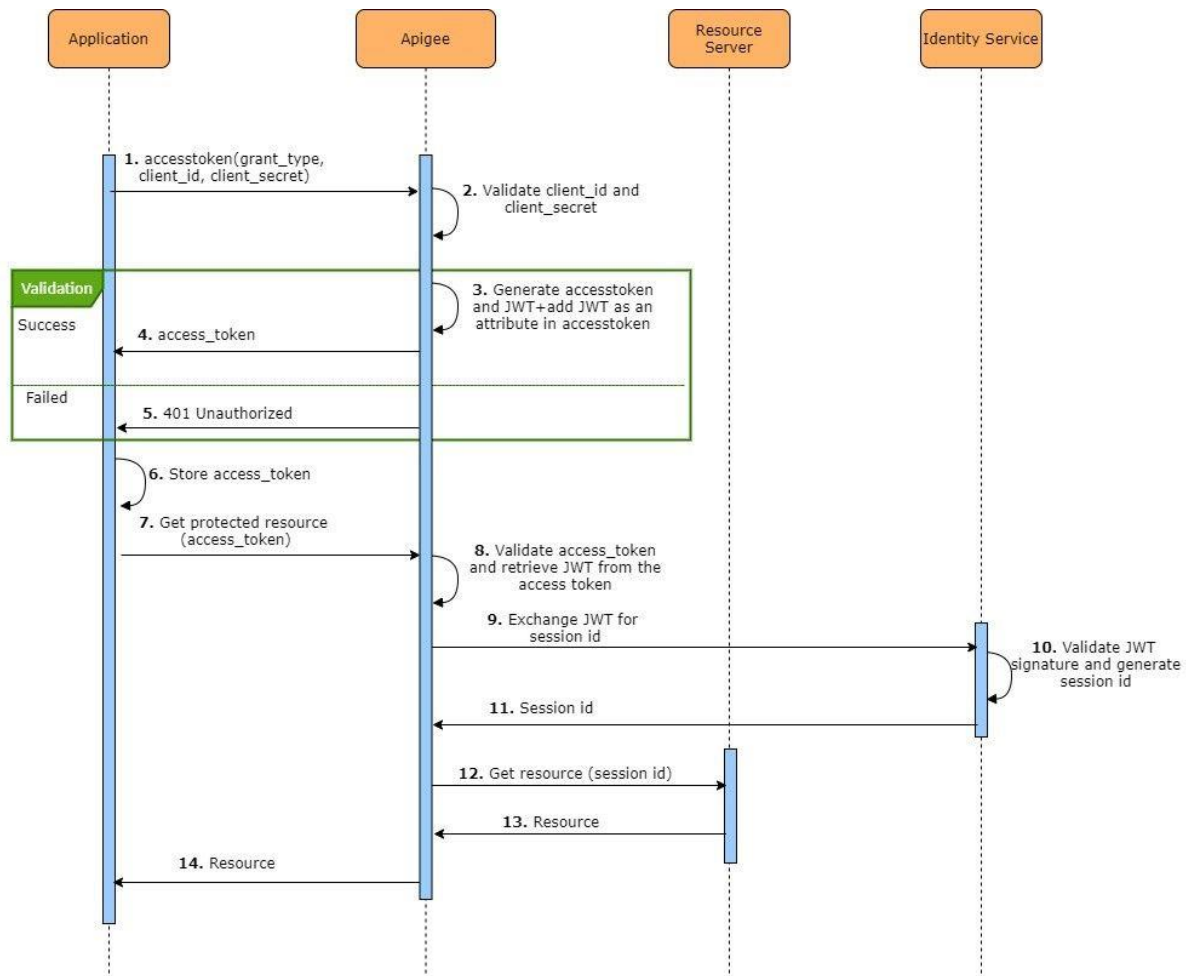 Application
Apigee
Resource
Server
Identity Service
1. accesstoken(grant_type,
client_id, client_secret)
2. Validate client_id and
client_secret
Validation
Success
3. Generate accesstoken
and JWT+add JWT as an
attribute in accesstoken
4. access_token
Failed
5. 401 Unauthorized
6. Store access_token
7. Get protected resource
(access_token)
8. Validate access_token
and retrieve JWT from the
access token
9. Exchange JWT for
session id
10. Validate JWT
signature and generate
session id
11. Session id
12. Get resource (session id)
13. Resource
14. Resource